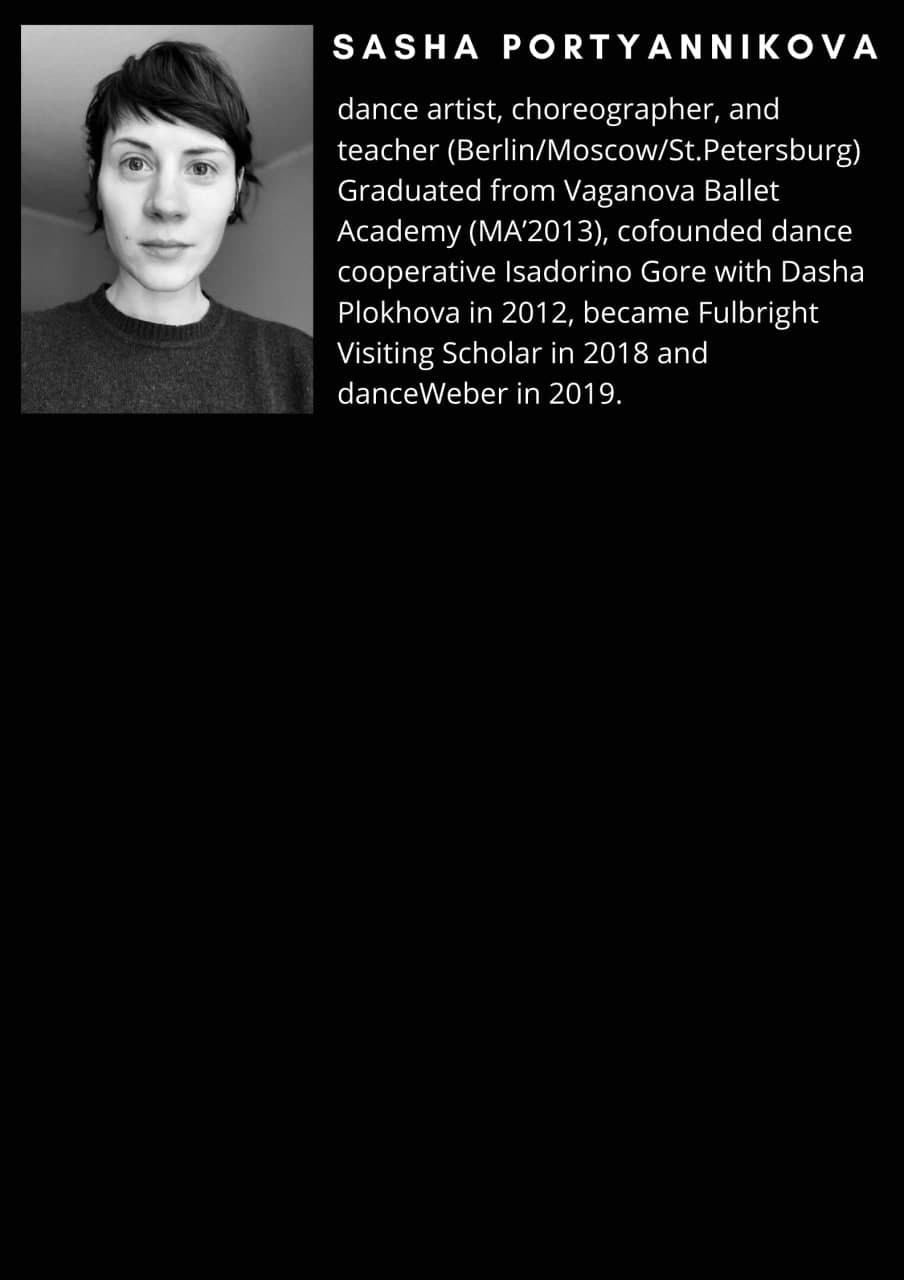 SASHA PORTYANNIKOVA
dance artist, choreographer, and
teacher (Berlin/Moscow/St.Petersburg)
Graduated from Vaganova Ballet
Academy (MA’2013), cofounded dance
cooperative Isadorino Gore with Dasha
Plokhova in 2012, became Fulbright
Visiting Scholar in 2018 and
danceWeber in 2019.